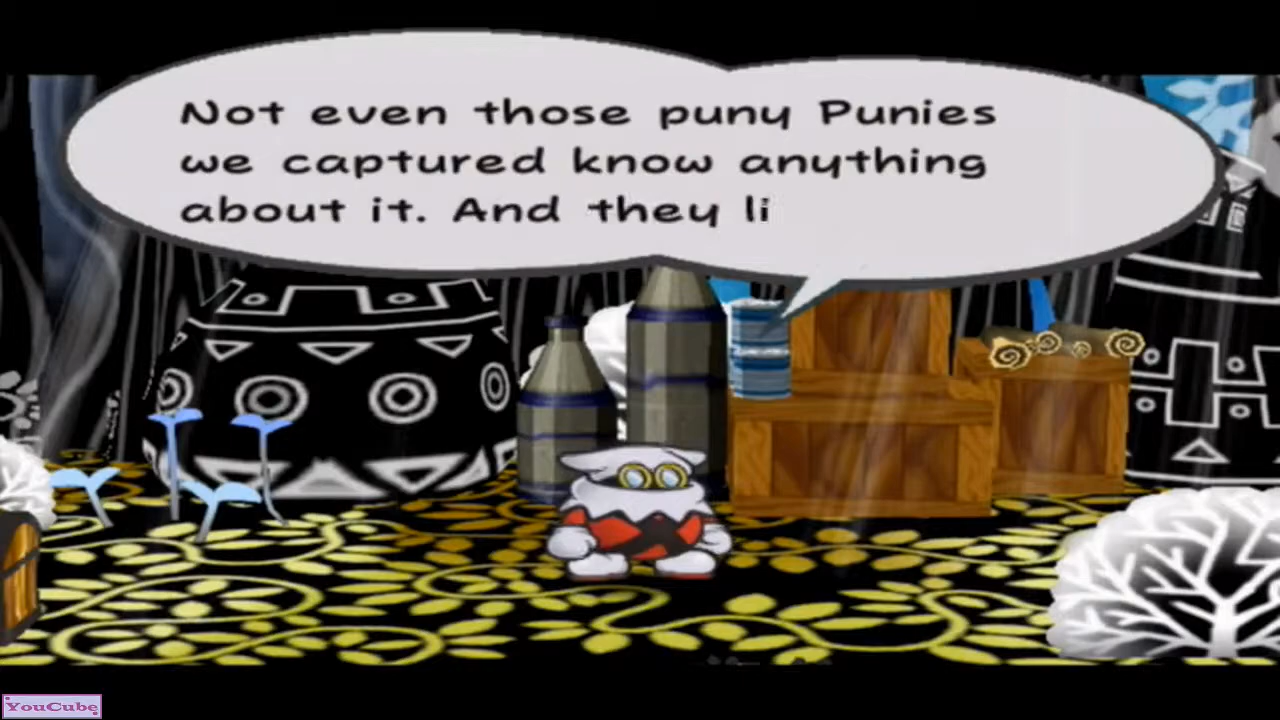 Not even those puny Punies
we captured know anything
about it. And they li
YouCube